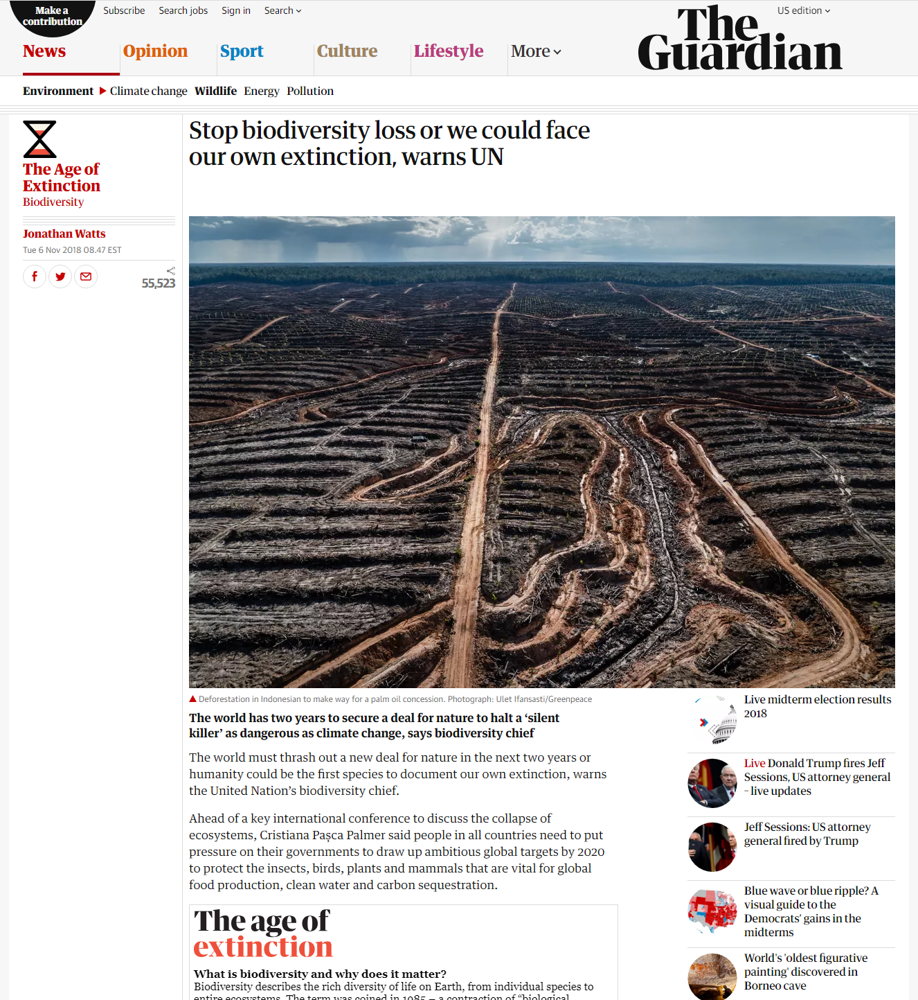 Make a
contribution
Subscribe
Search jobs
Sign in
Search
US edition
The
Guardian
News
Opinion
Sport
Culture
Lifestyle
More
Environment
Climate change
Wildlife
Energy
Pollution
The Age of
Extinction
Biodiversity
Jonathan Watts
Tue 6 Nov 2018 08.47 EST
55,523
Stop biodiversity loss or we could face
our own extinction, warns UN
Deforestation in Indonesian to make way for a palm oil concession. Photograph: Ulet Ifansasti/Greenpeace
The world has two years to secure a deal for nature to halt a ‘silent
killer’ as dangerous as climate change, says biodiversity chief
The world must thrash out a new deal for nature in the next two years or
humanity could be the first species to document our own extinction, warns
the United Nation’s biodiversity chief.
Ahead of a key international conference to discuss the collapse of
ecosystems, Cristiana Pașca Palmer said people in all countries need to put
pressure on their governments to draw up ambitious global targets by 2020
to protect the insects, birds, plants and mammals that are vital for global
food production, clean water and carbon sequestration.
The age of
extinction
What is biodiversity and why does it matter?
Biodiversity describes the rich diversity of life on Earth, from individual species to
entire ecosystems. The term was coined in 1985 – a contraction of “biological
Live midterm election results
2018
Live Donald Trump fires Jeff
Sessions, US attorney general
– live updates
Jeff Sessions: US attorney
general fired by Trump
Blue wave or blue ripple? A
visual guide to the
Democrats’ gains in the
midterms
World's 'oldest figurative
painting' discovered in
Borneo cave